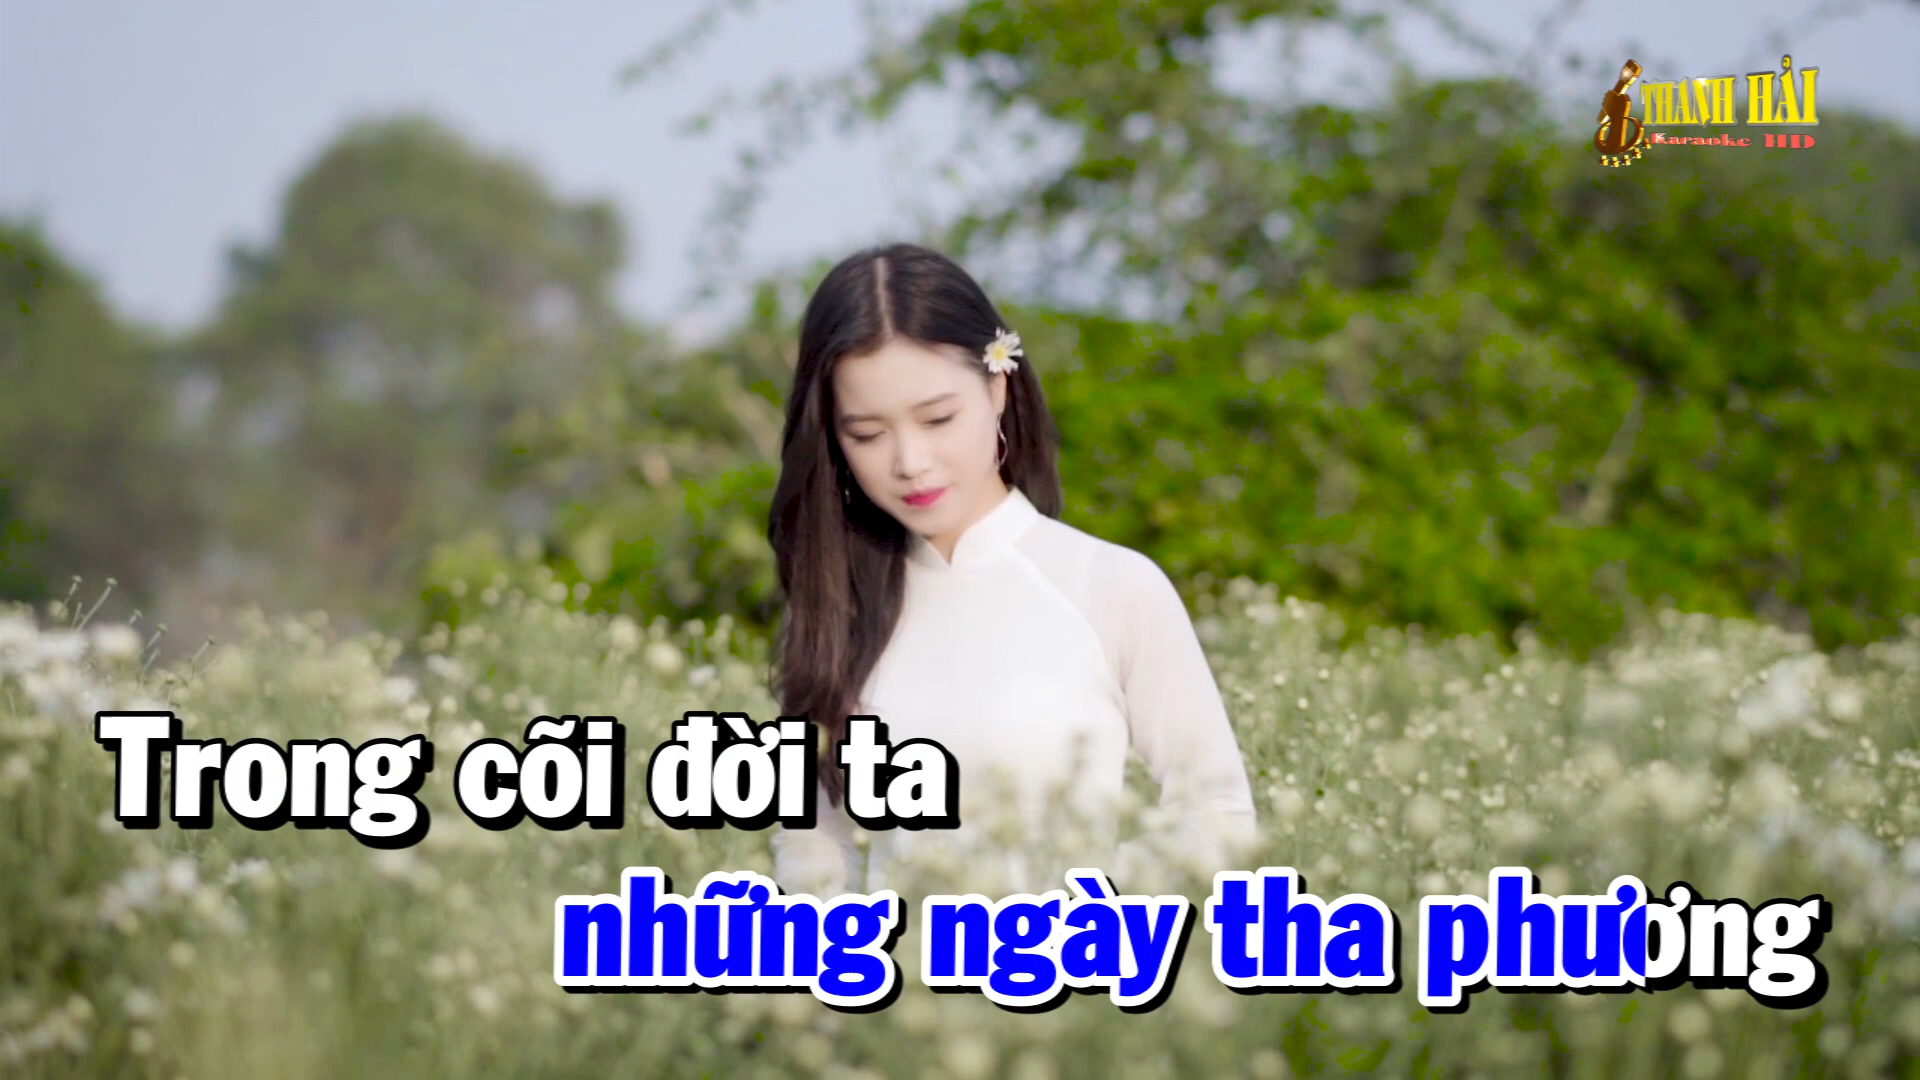 THANH HẢI
Karaoke HD
Trong cõi đời ta
những ngày tha phương